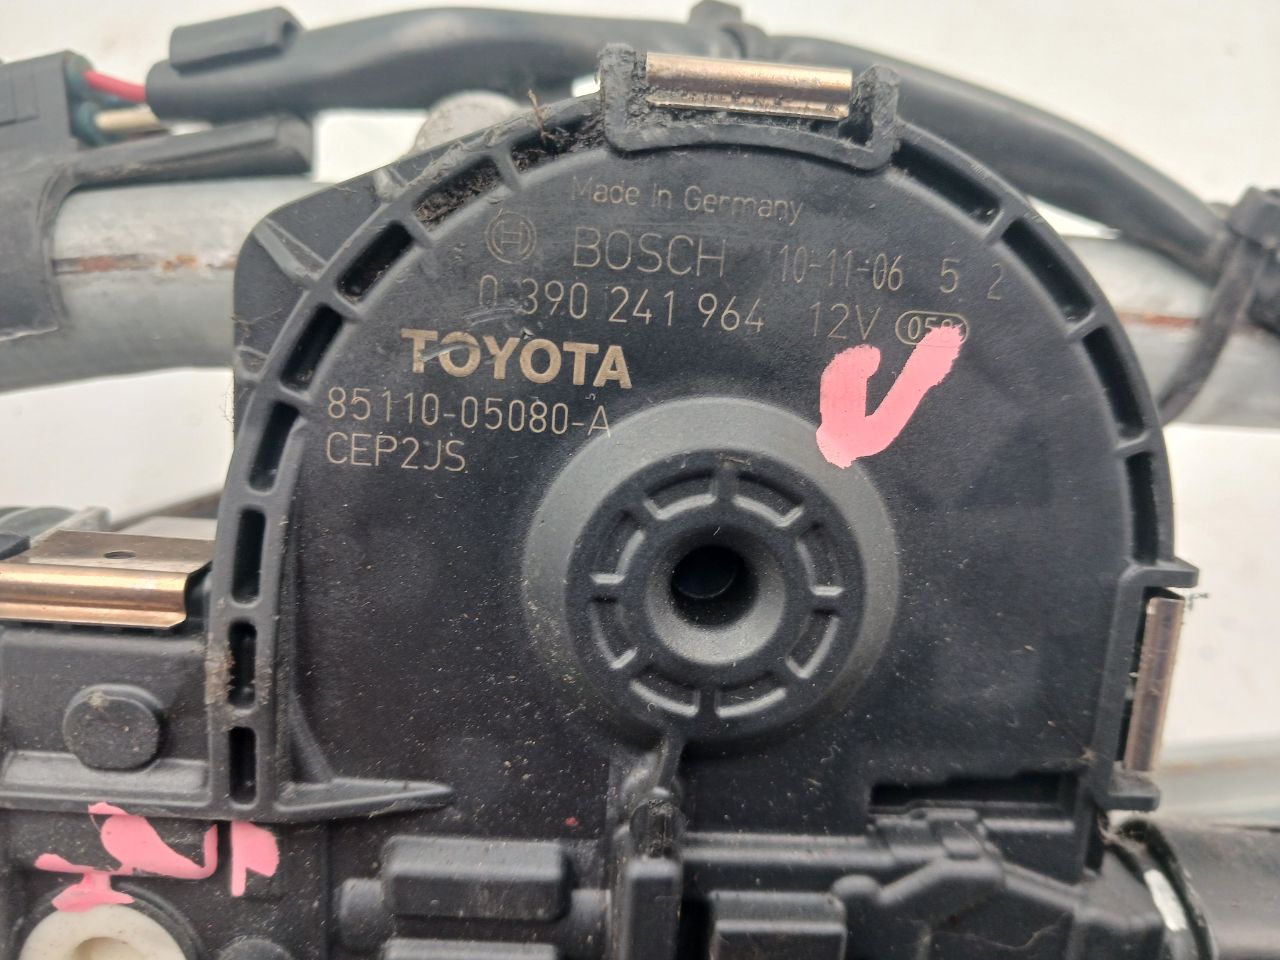 Made In Germany
BOSCH 10-11-06 5 2
0 390 241 964 12V
TOYOTA
85110-05080-A
CEP2JS